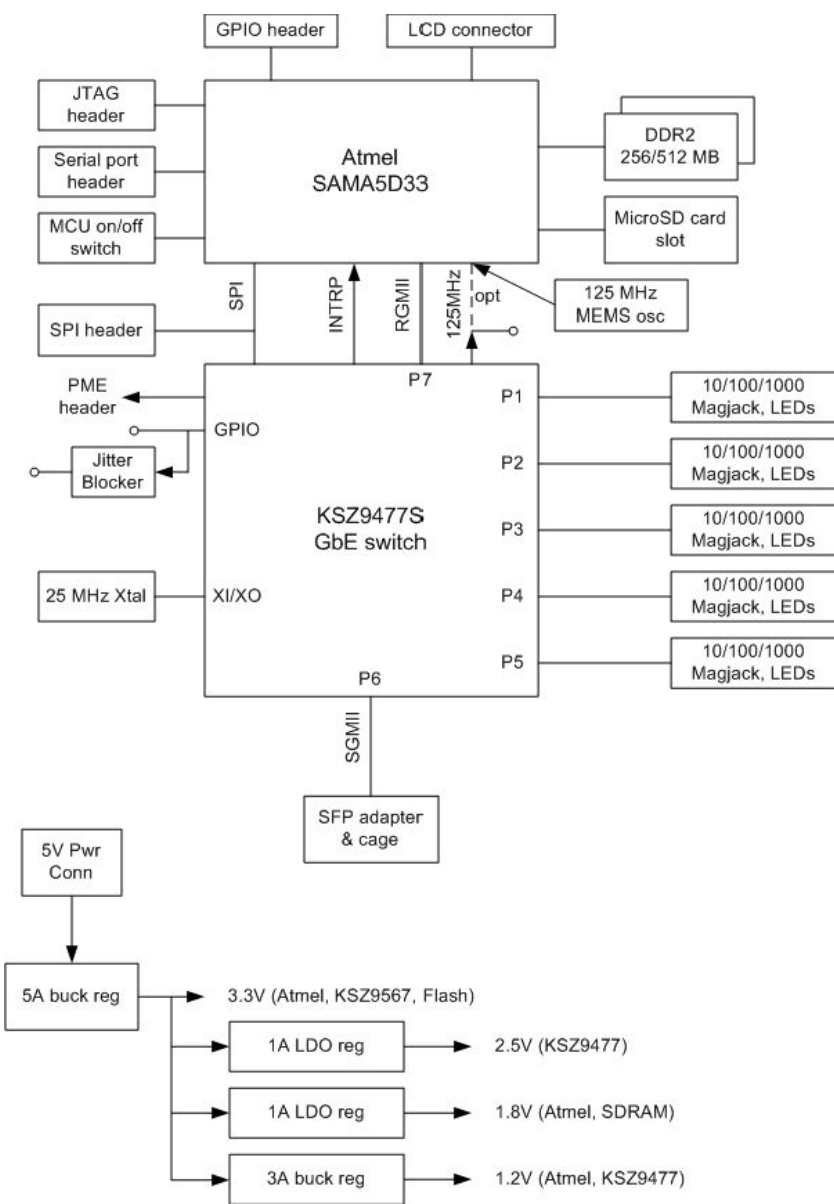 GPIO header
LCD connector
JTAG
header
Atmel
SAMA5D33
DDR2
256/512 MB
Serial port
header
MCU on/off
switch
MicroSD card
slot
SPI
INTRP
RGMII
125MHz
opt
125 MHz
MEMS osc
SPI header
PME
header
P7
GPIO
Jitter
Blocker
KSZ9477S
GbE switch
25 MHz Xtal
XI/XO
P1
10/100/1000
Magjack, LEDs
P2
10/100/1000
Magjack, LEDs
P3
10/100/1000
Magjack, LEDs
P4
10/100/1000
Magjack, LEDs
P5
10/100/1000
Magjack, LEDs
P6
SGMII
SFP adapter
& cage
5V Pwr
Conn
5A buck reg
3.3V (Atmel, KSZ9567, Flash)
1A LDO reg
2.5V (KSZ9477)
1A LDO reg
1.8V (Atmel, SDRAM)
3A buck reg
1.2V (Atmel, KSZ9477)